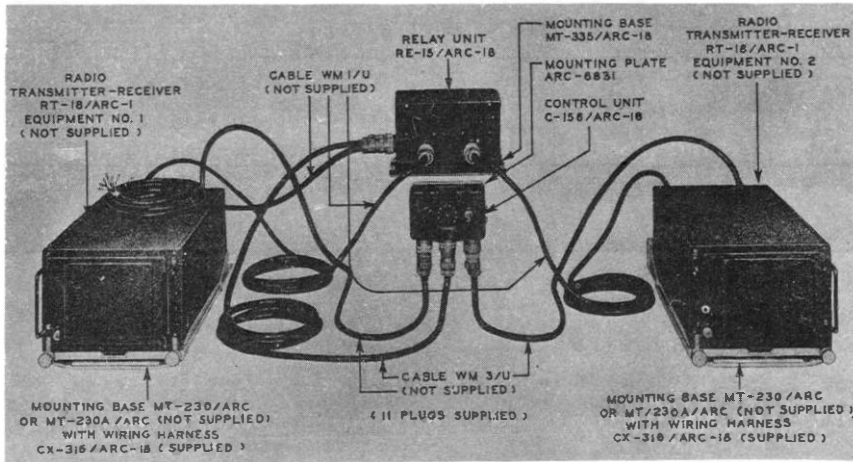 RADIO
TRANSMITTER-RECEIVER
RT-18/ARC-1
EQUIPMENT NO. 1
(NOT SUPPLIED)
CABLE WM 1/U
(NOT SUPPLIED)
RELAY UNIT
RE-15/ARC-18
MOUNTING BASE
MT-335/ARC-18
MOUNTING PLATE
ARC-6831
CONTROL UNIT
C-156/ARC-18
RADIO
TRANSMITTER-RECEIVER
RT-18/ARC-1
EQUIPMENT NO. 2
(NOT SUPPLIED)
CABLE WM 3/U
(NOT SUPPLIED)
(11 PLUGS SUPPLIED)
MOUNTING BASE MT-230/ARC
OR MT-230A/ARC (NOT SUPPLIED)
WITH WIRING HARNESS
CX-316/ARC-18 (SUPPLIED)
MOUNTING BASE MT-230/ARC
OR MT/230A/ARC (NOT SUPPLIED)
WITH WIRING HARNESS
CX-316/ARC-18 (SUPPLIED)